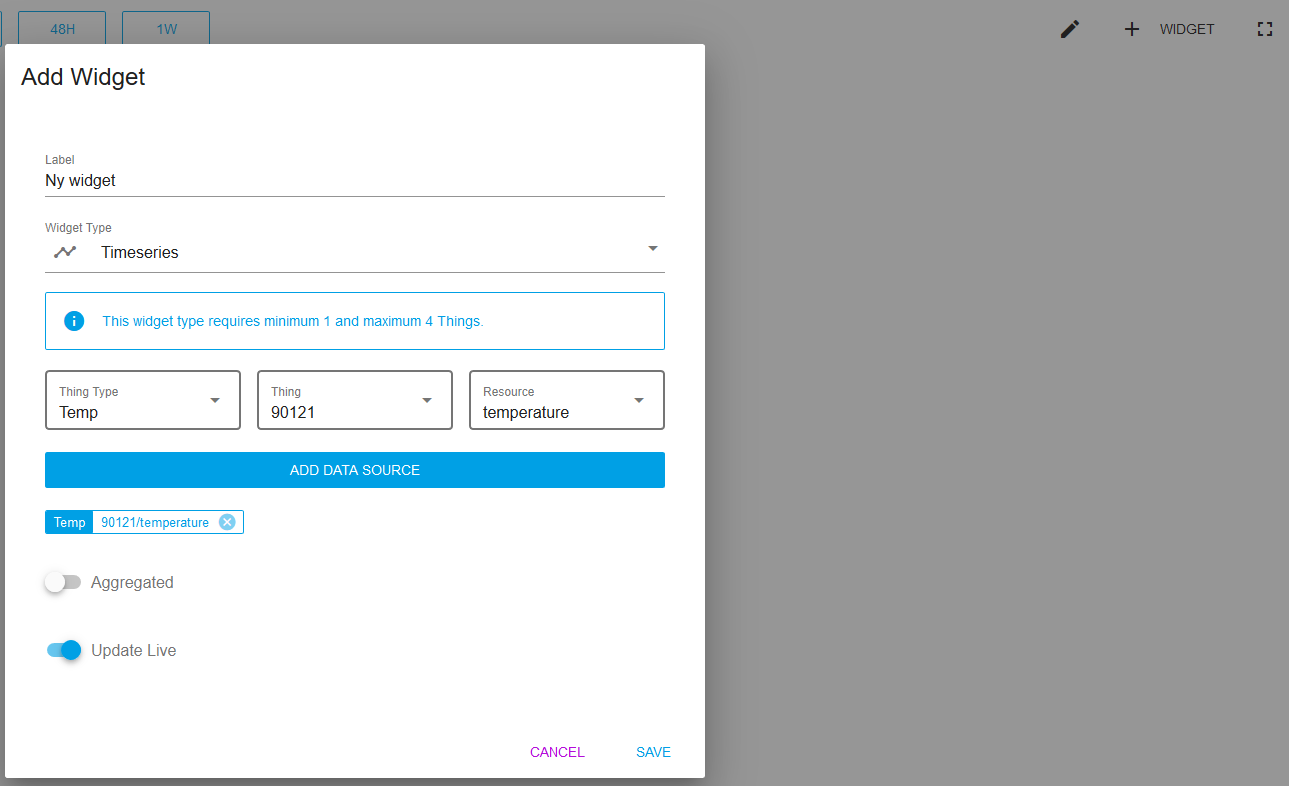 48H
1W
WIDGET
Add Widget
Label
Ny widget
Widget Type
Timeseries
This widget type requires minimum 1 and maximum 4 Things.
Thing Type
Temp
Thing
90121
Resource
temperature
ADD DATA SOURCE
Temp 90121/temperature
Aggregated
Update Live
CANCEL SAVE